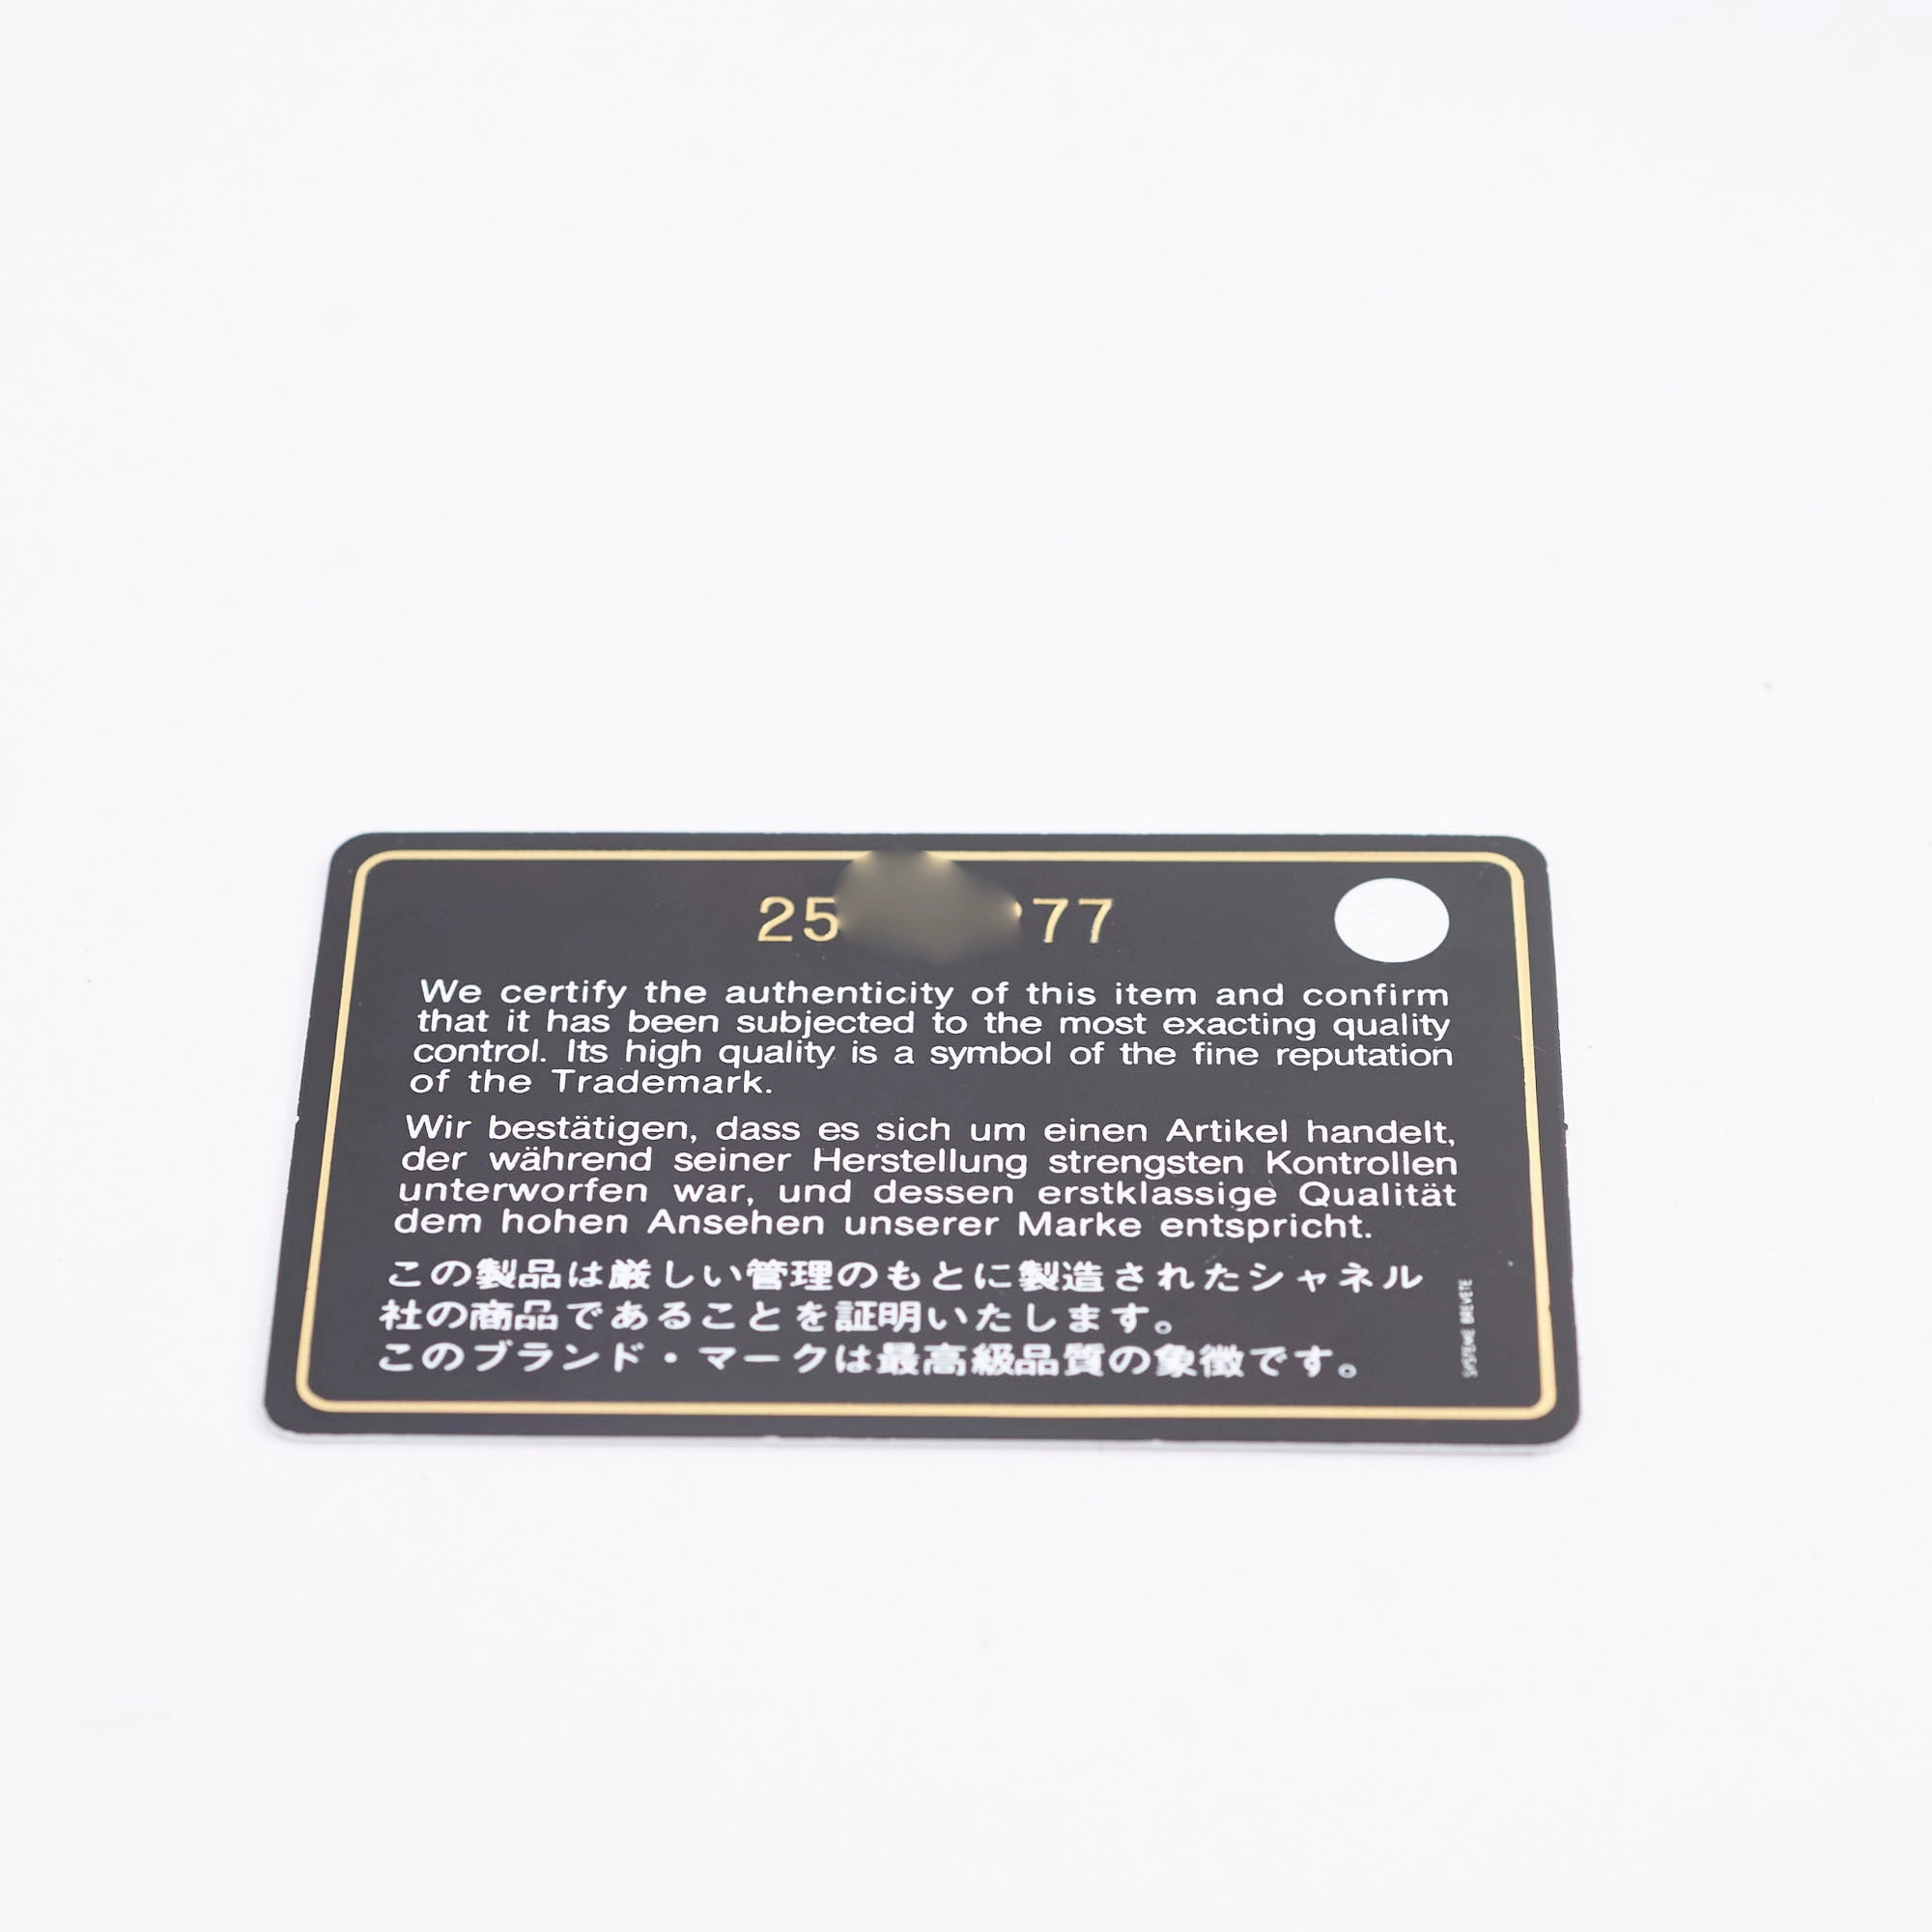 25 77
We certify the authenticity of this item and confirm
that it has been subjected to the most exacting quality
control. Its high quality is a symbol of the fine reputation
of the Trademark.
Wir bestätigen, dass es sich um einen Artikel handelt,
der während seiner Herstellung strengsten Kontrollen
unterworfen war, und dessen erstklassige Qualität
dem hohen Ansehen unserer Marke entspricht.
この製品は厳しい管理のもとに製造されたシャネル
社の商品であることを証明いたします。
このブランド・マークは最高級品質の象徴です。
SYSTEME BREVETE